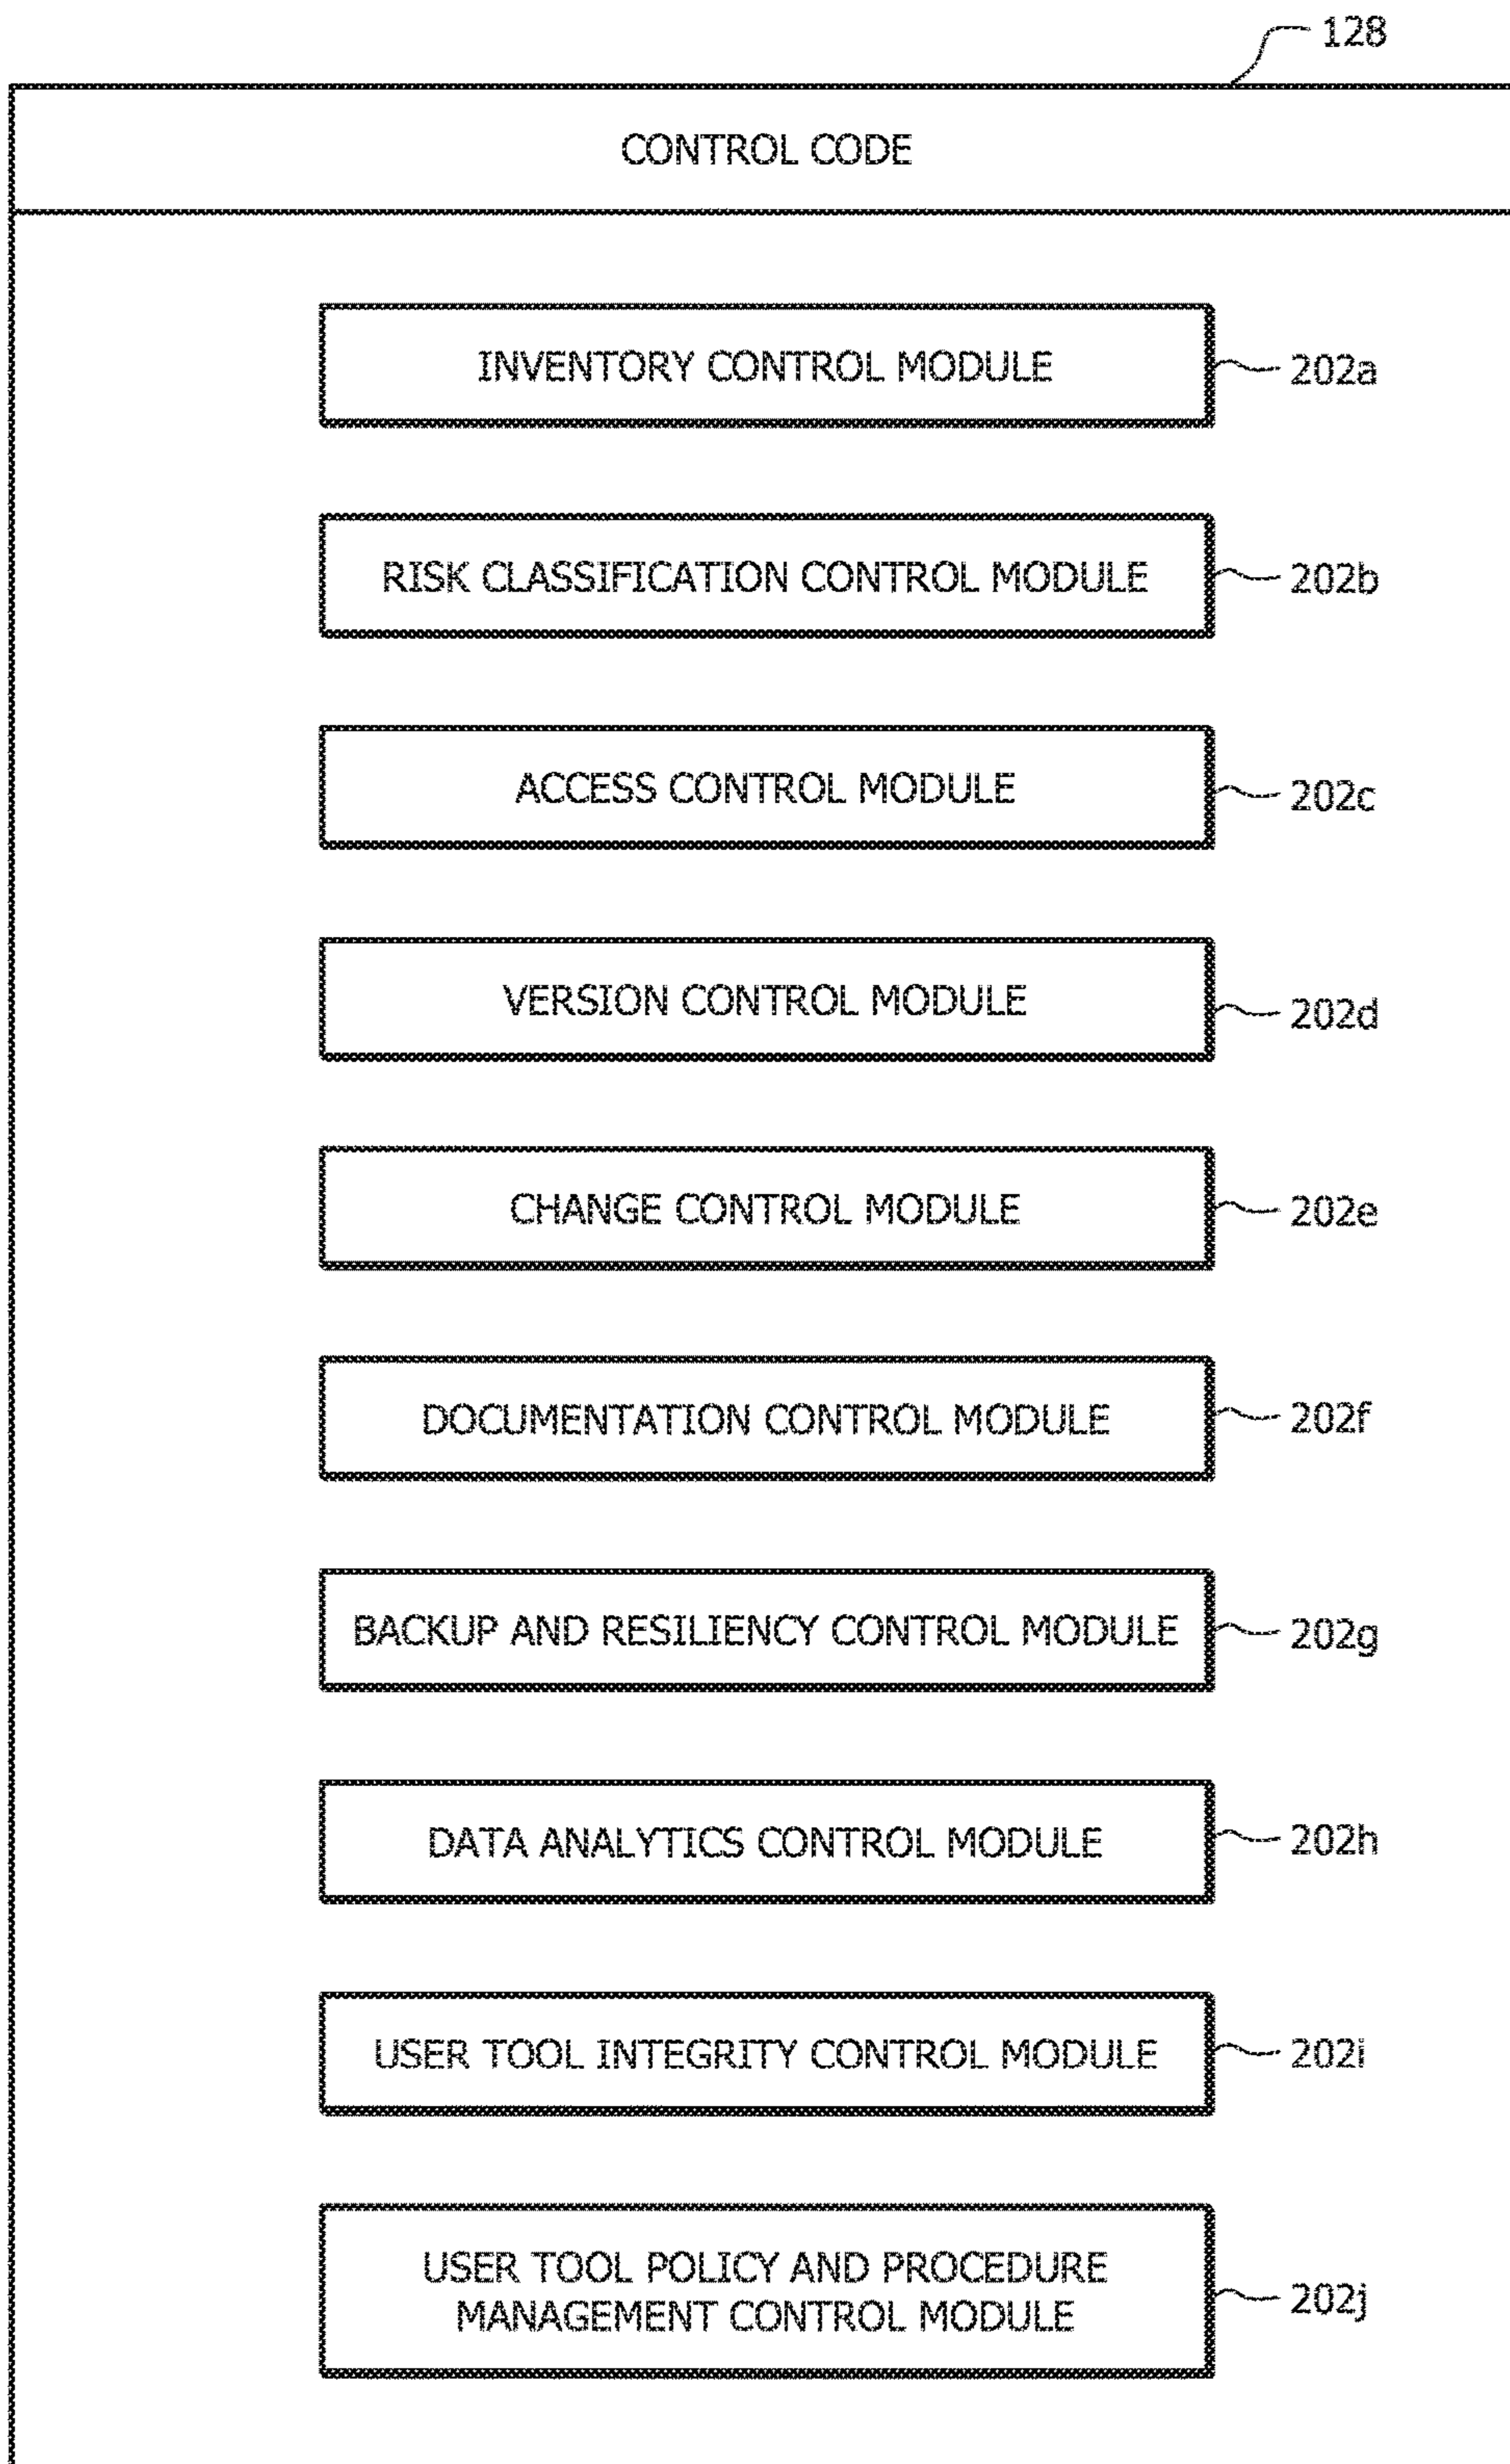 128
CONTROL CODE
INVENTORY CONTROL MODULE
202a
RISK CLASSIFICATION CONTROL MODULE
202b
ACCESS CONTROL MODULE
202c
VERSION CONTROL MODULE
202d
CHANGE CONTROL MODULE
202e
DOCUMENTATION CONTROL MODULE
202f
BACKUP AND RESILIENCY CONTROL MODULE
202g
DATA ANALYTICS CONTROL MODULE
202h
USER TOOL INTEGRITY CONTROL MODULE
202i
USER TOOL POLICY AND PROCEDURE
MANAGEMENT CONTROL MODULE
202j